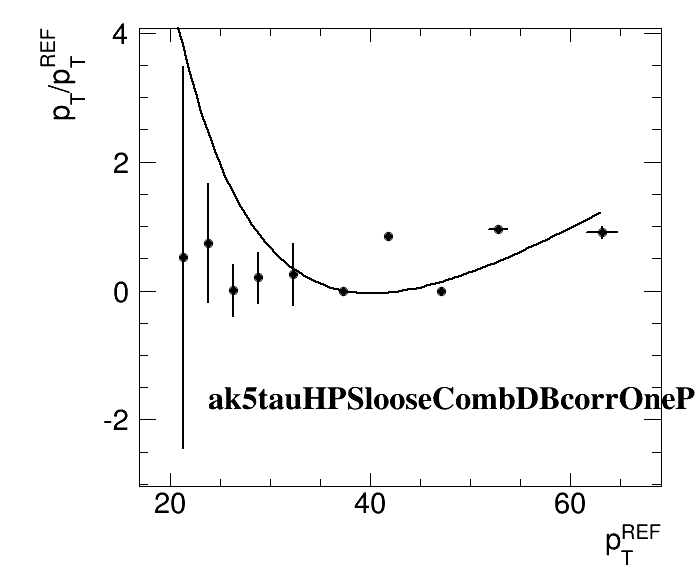 4
p_T/p_T^REF
2
0
ak5tauHPSlooseCombDBcorrOneP
-2
20 40 60
p_T^REF